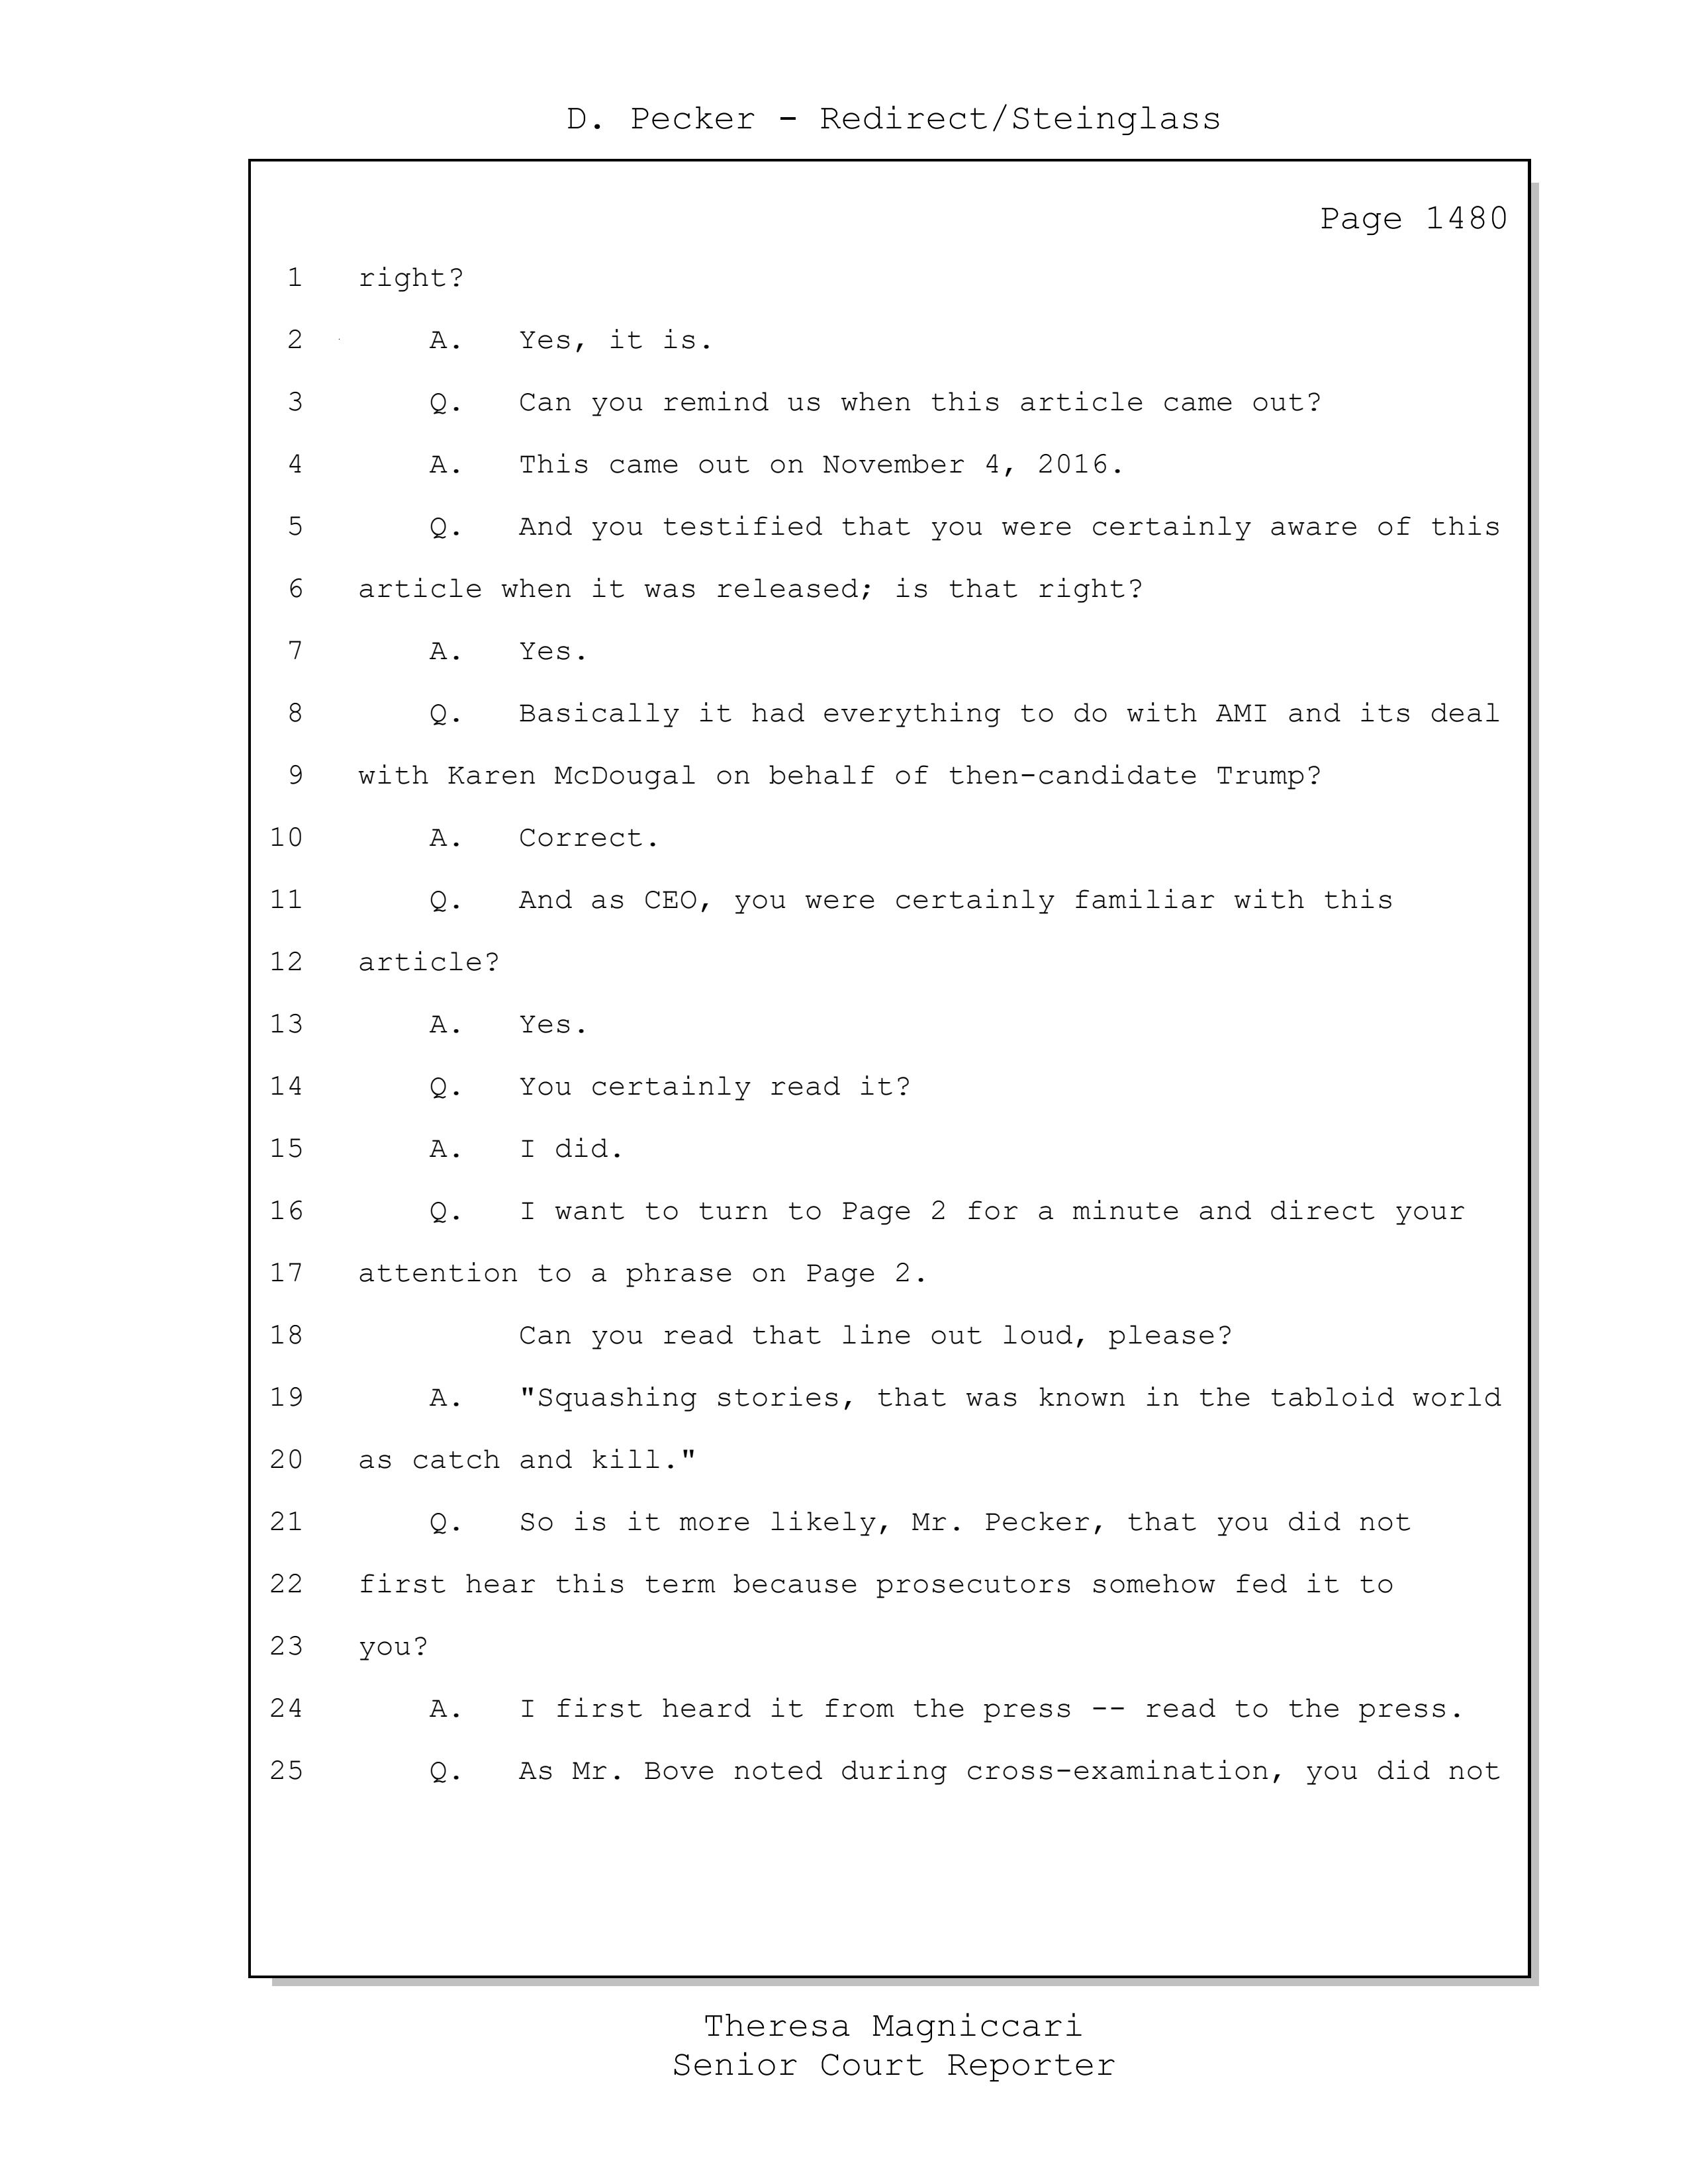 D. Pecker - Redirect/Steinglass
Page 1480
1 right?
2 A. Yes, it is.
3 Q. Can you remind us when this article came out?
4 A. This came out on November 4, 2016.
5 Q. And you testified that you were certainly aware of this
6 article when it was released; is that right?
7 A. Yes.
8 Q. Basically it had everything to do with AMI and its deal
9 with Karen McDougal on behalf of then-candidate Trump?
10 A. Correct.
11 Q. And as CEO, you were certainly familiar with this
12 article?
13 A. Yes.
14 Q. You certainly read it?
15 A. I did.
16 Q. I want to turn to Page 2 for a minute and direct your
17 attention to a phrase on Page 2.
18 Can you read that line out loud, please?
19 A. "Squashing stories, that was known in the tabloid world
20 as catch and kill."
21 Q. So is it more likely, Mr. Pecker, that you did not
22 first hear this term because prosecutors somehow fed it to
23 you?
24 A. I first heard it from the press -- read to the press.
25 Q. As Mr. Bove noted during cross-examination, you did not
Theresa Magniccari
Senior Court Reporter